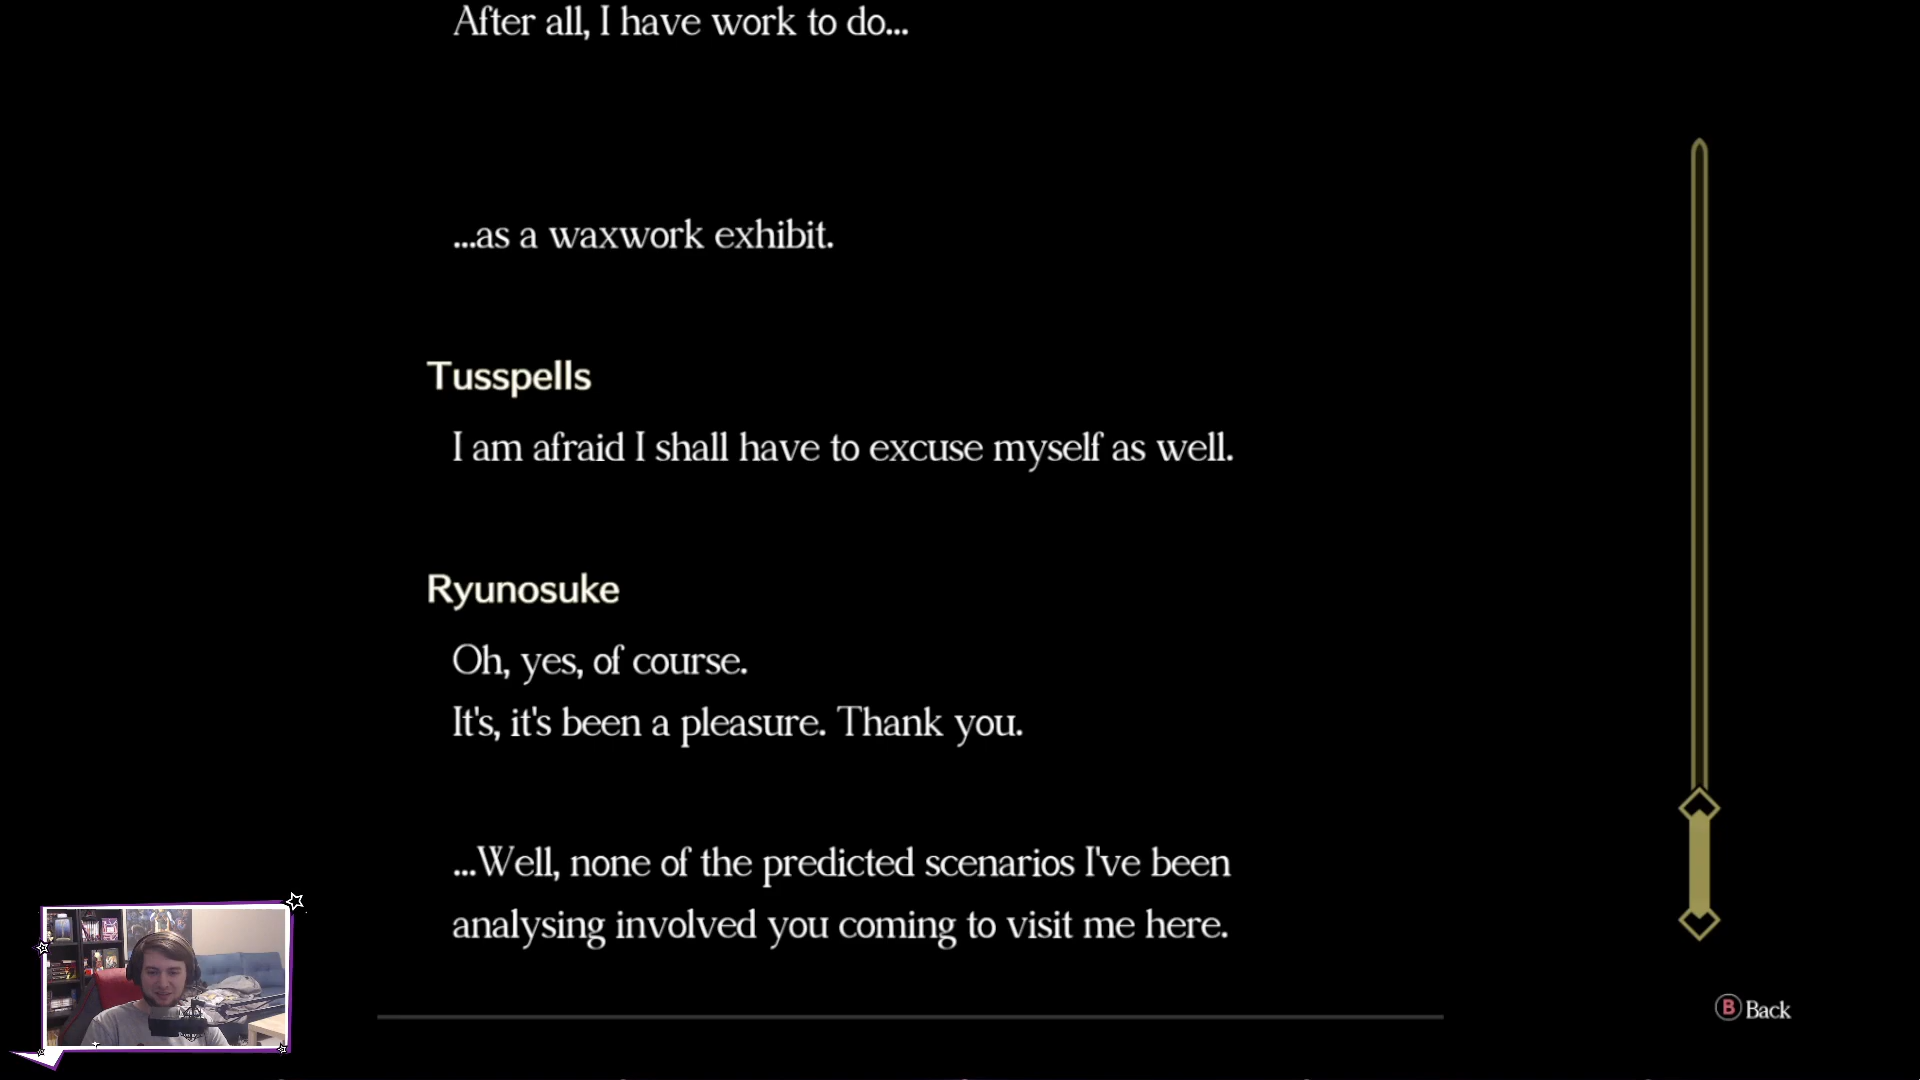 After all, I have work to do...
...as a waxwork exhibit.
Tusspells
I am afraid I shall have to excuse myself as well.
Ryunosuke
Oh, yes, of course.
It's, it's been a pleasure. Thank you.
...Well, none of the predicted scenarios I've been
analysing involved you coming to visit me here.
B Back